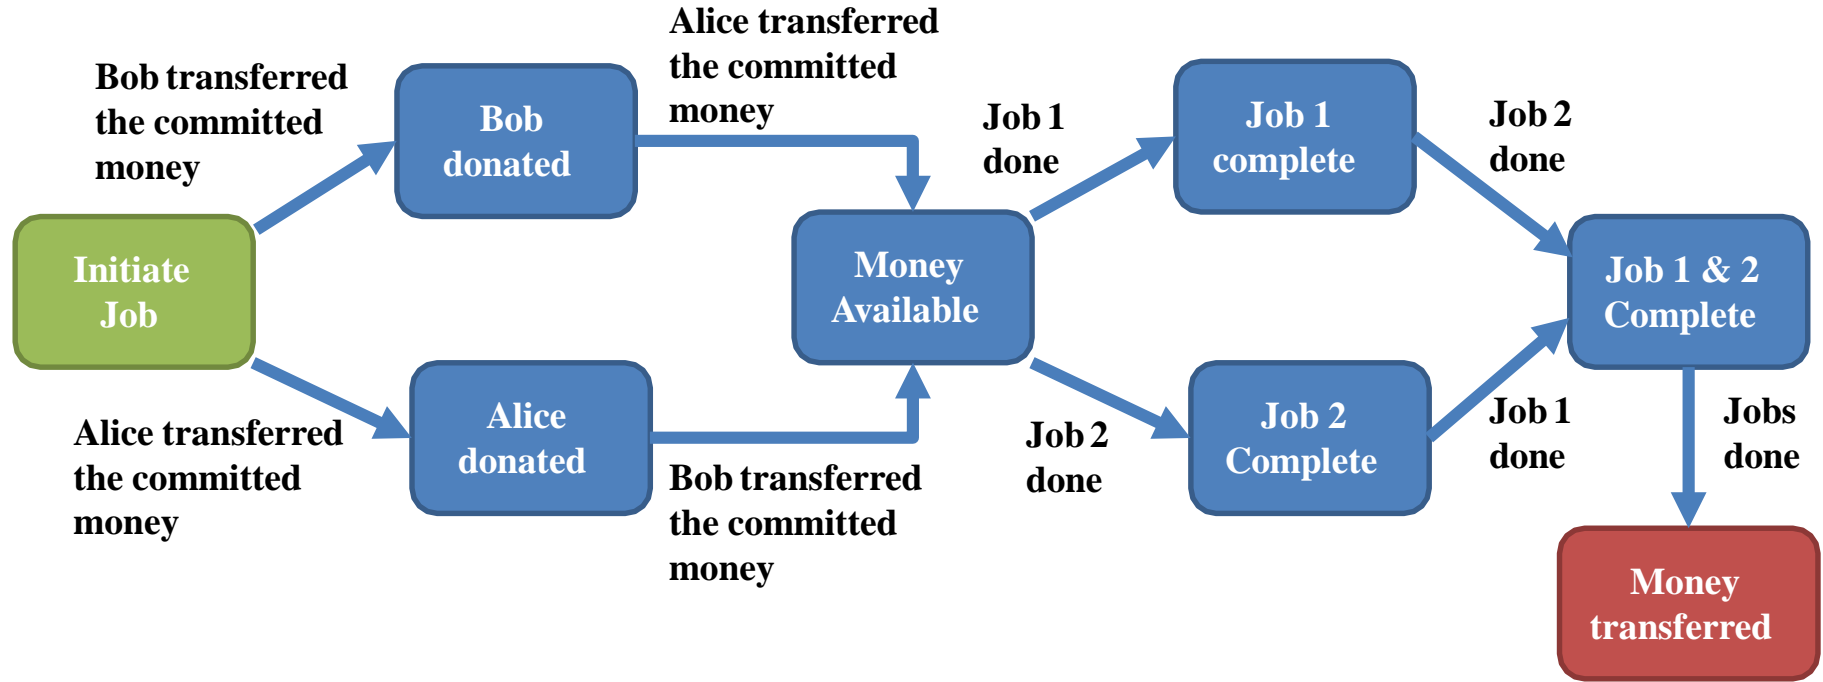 Alice transferred
the committed
money
Bob transferred
the committed
money
Bob
donated
Job 1
done
Job 1
complete
Job 2
done
Initiate
Job
Money
Available
Job 1 & 2
Complete
Alice transferred
the committed
money
Alice
donated
Bob transferred
the committed
money
Job 2
done
Job 2
Complete
Job 1
done
Jobs
done
Money
transferred